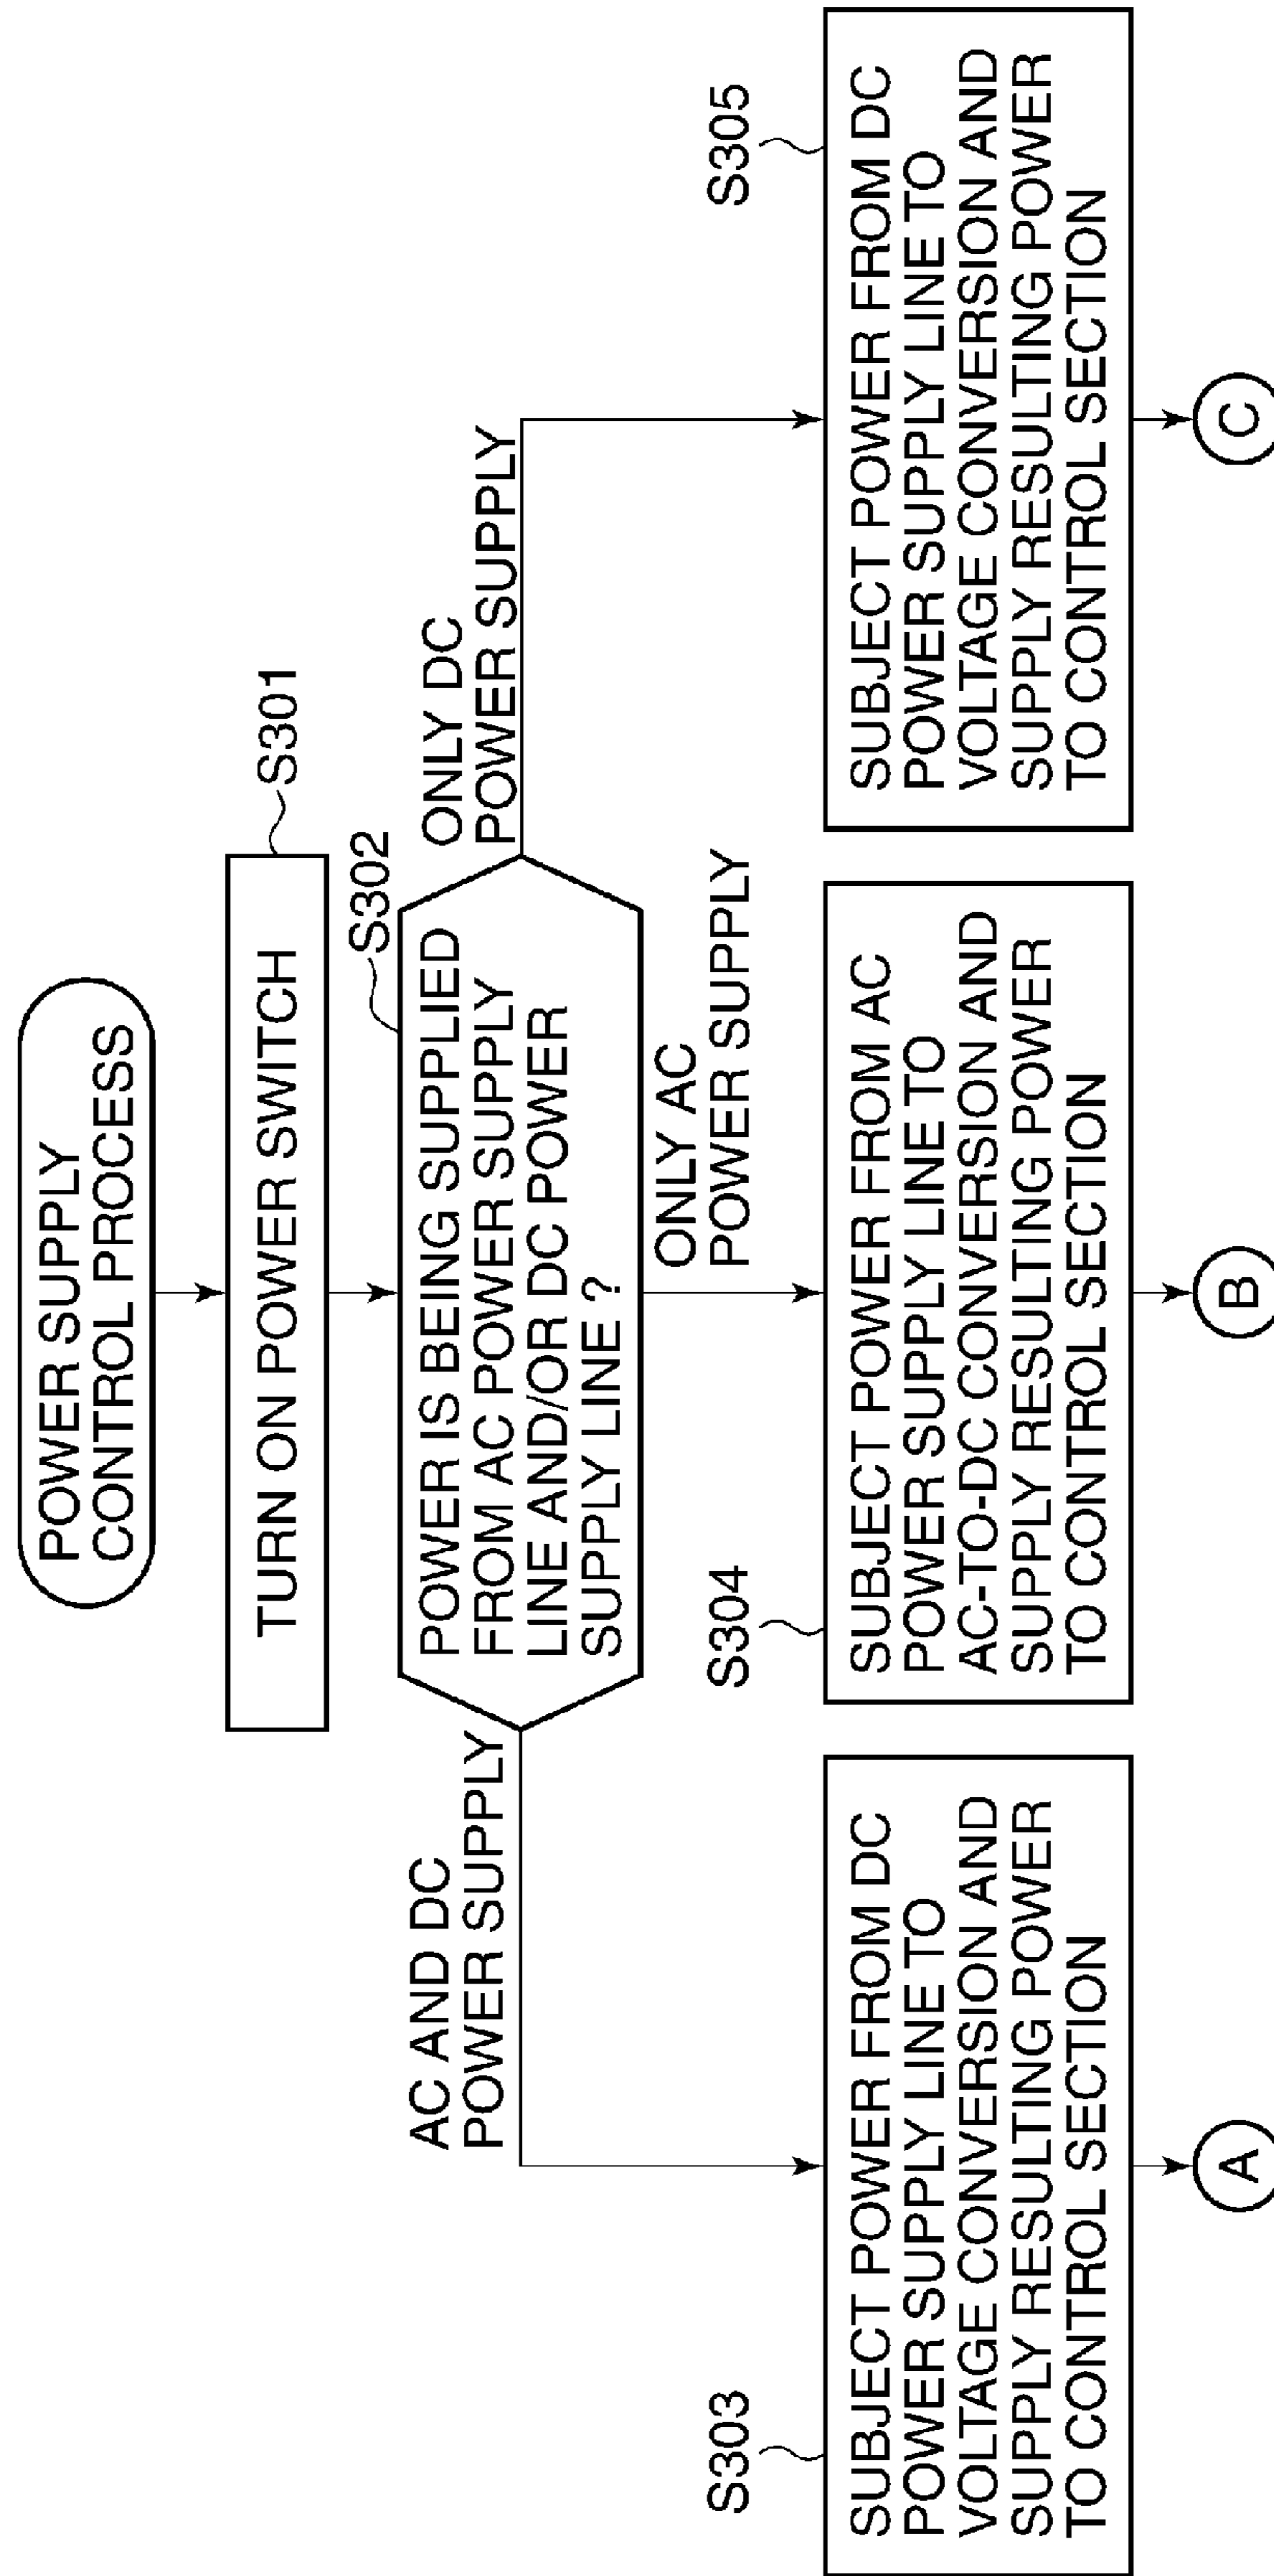 POWER SUPPLY
CONTROL PROCESS
TURN ON POWER SWITCH
S301
POWER IS BEING SUPPLIED
FROM AC POWER SUPPLY
LINE AND/OR DC POWER
SUPPLY LINE ?
S302
AC AND DC
POWER SUPPLY
ONLY AC
POWER SUPPLY
ONLY DC
POWER SUPPLY
S303
SUBJECT POWER FROM DC
POWER SUPPLY LINE TO
VOLTAGE CONVERSION AND
SUPPLY RESULTING POWER
TO CONTROL SECTION
A
S304
SUBJECT POWER FROM AC
POWER SUPPLY LINE TO
AC-TO-DC CONVERSION AND
SUPPLY RESULTING POWER
TO CONTROL SECTION
B
S305
SUBJECT POWER FROM DC
POWER SUPPLY LINE TO
VOLTAGE CONVERSION AND
SUPPLY RESULTING POWER
TO CONTROL SECTION
C